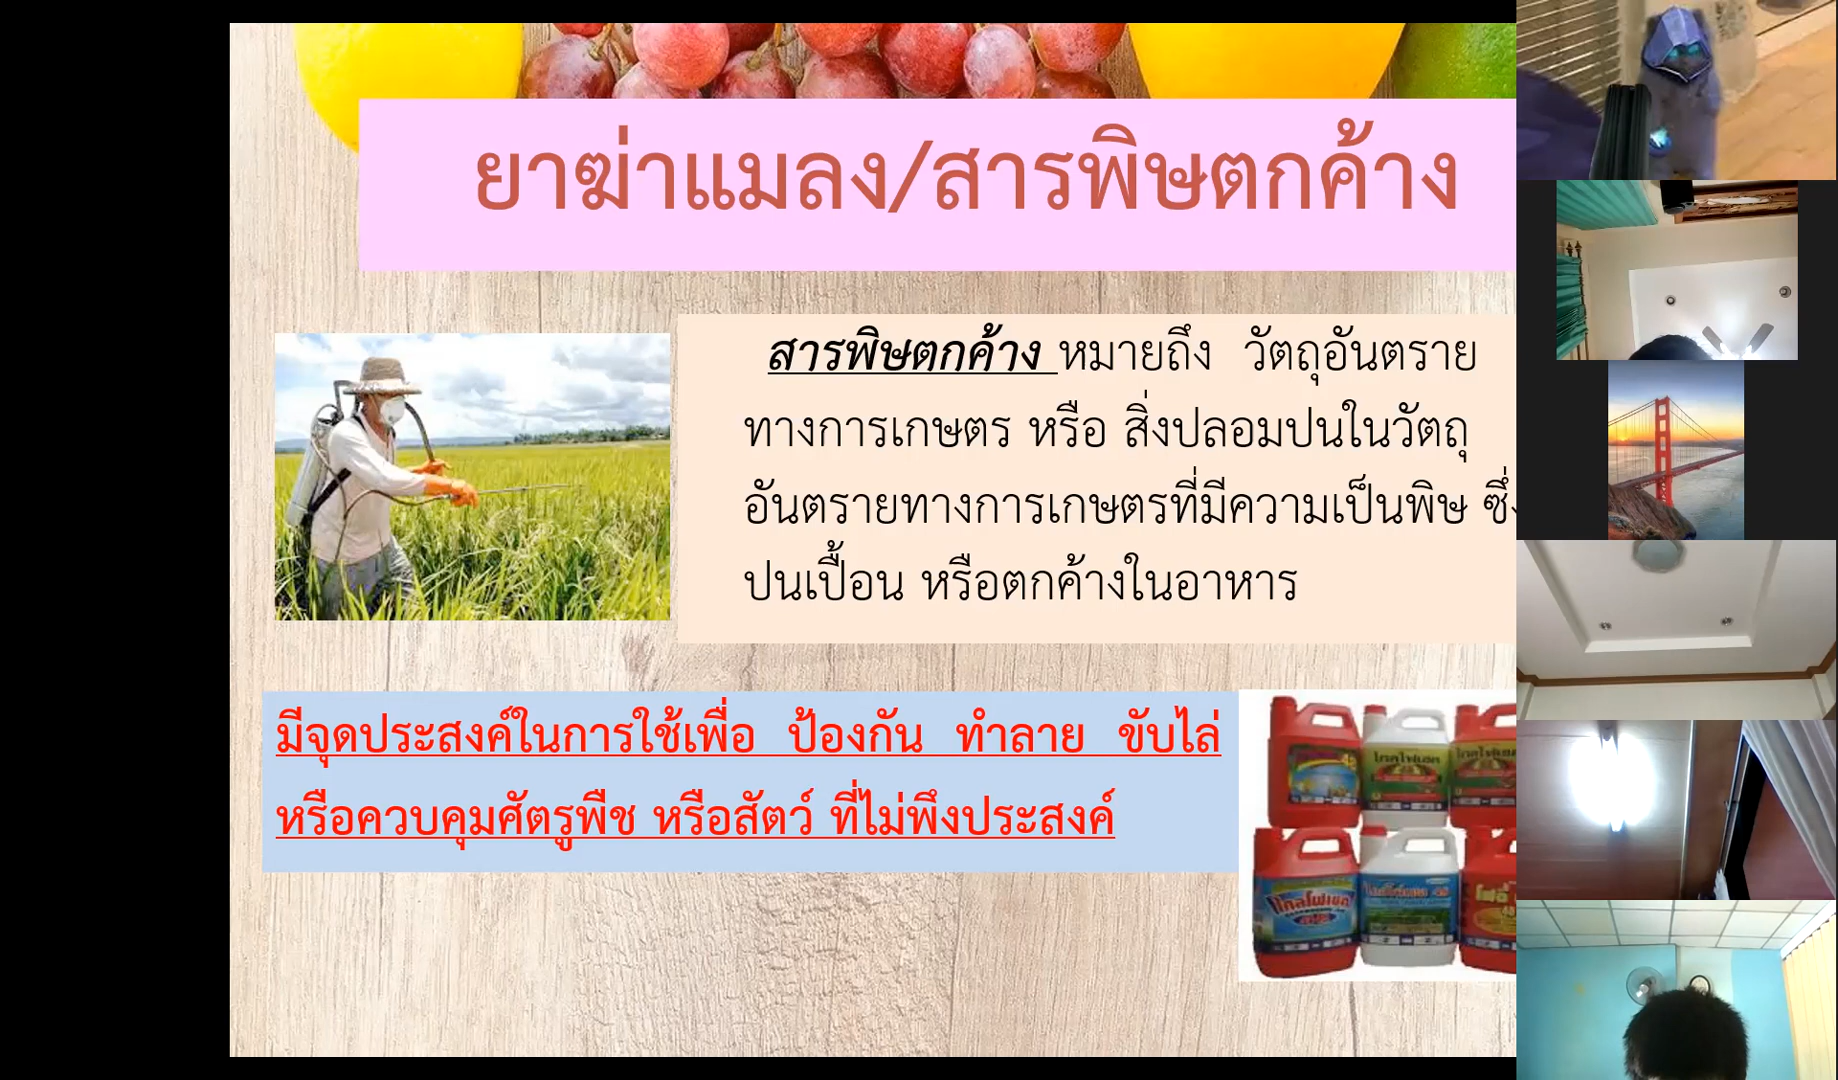 ยาฆ่าแมลง/สารพิษตกค้าง
สารพิษตกค้าง หมายถึง วัตถุอันตราย
ทางการเกษตร หรือ สิ่งปลอมปนในวัตถุ
อันตรายทางการเกษตรที่มีความเป็นพิษ
ปนเปื้อน หรือตกค้างในอาหาร
มีจุดประสงค์ในการใช้เพื่อ ป้องกัน ทำลาย ขับไล่
หรือควบคุมศัตรูพืช หรือสัตว์ ที่ไม่พึงประสงค์